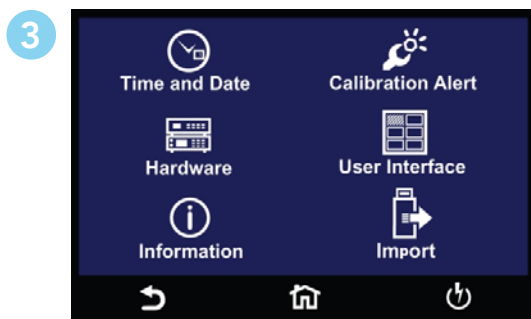 3
Time and Date
Calibration Alert
Hardware
User Interface
Information
Import